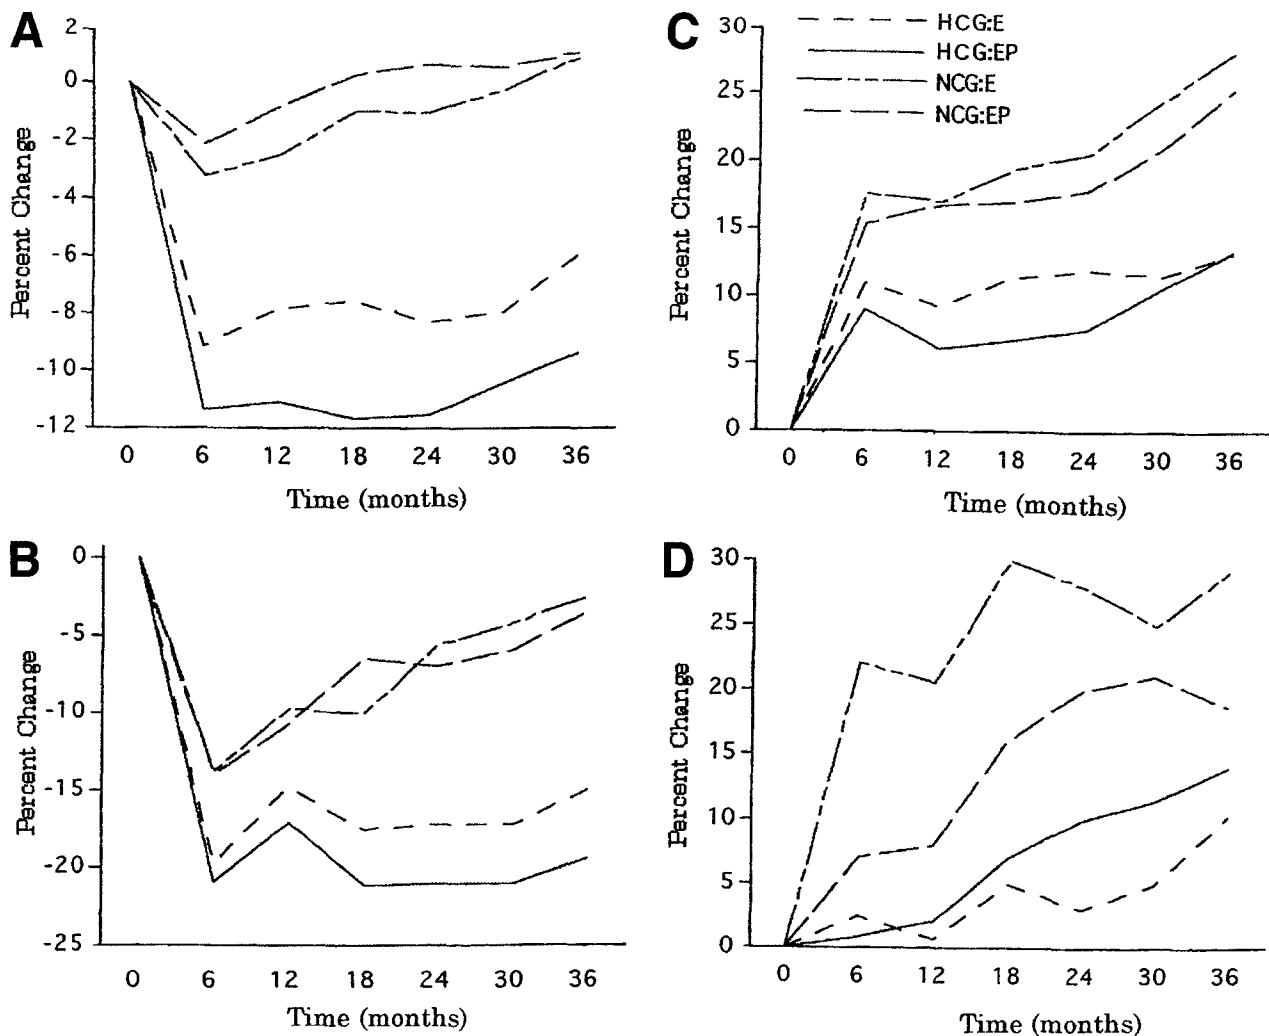 A
Percent Change
2
0
-2
-4
-6
-8
-10
-12
0 6 12 18 24 30 36
Time (months)
C
Percent Change
30
25
20
15
10
5
0
HCG:E
HCG:EP
NCG:E
NCG:EP
0 6 12 18 24 30 36
Time (months)
B
Percent Change
0
-5
-10
-15
-20
-25
0 6 12 18 24 30 36
Time (months)
D
Percent Change
30
25
20
15
10
5
0
0 6 12 18 24 30 36
Time (months)